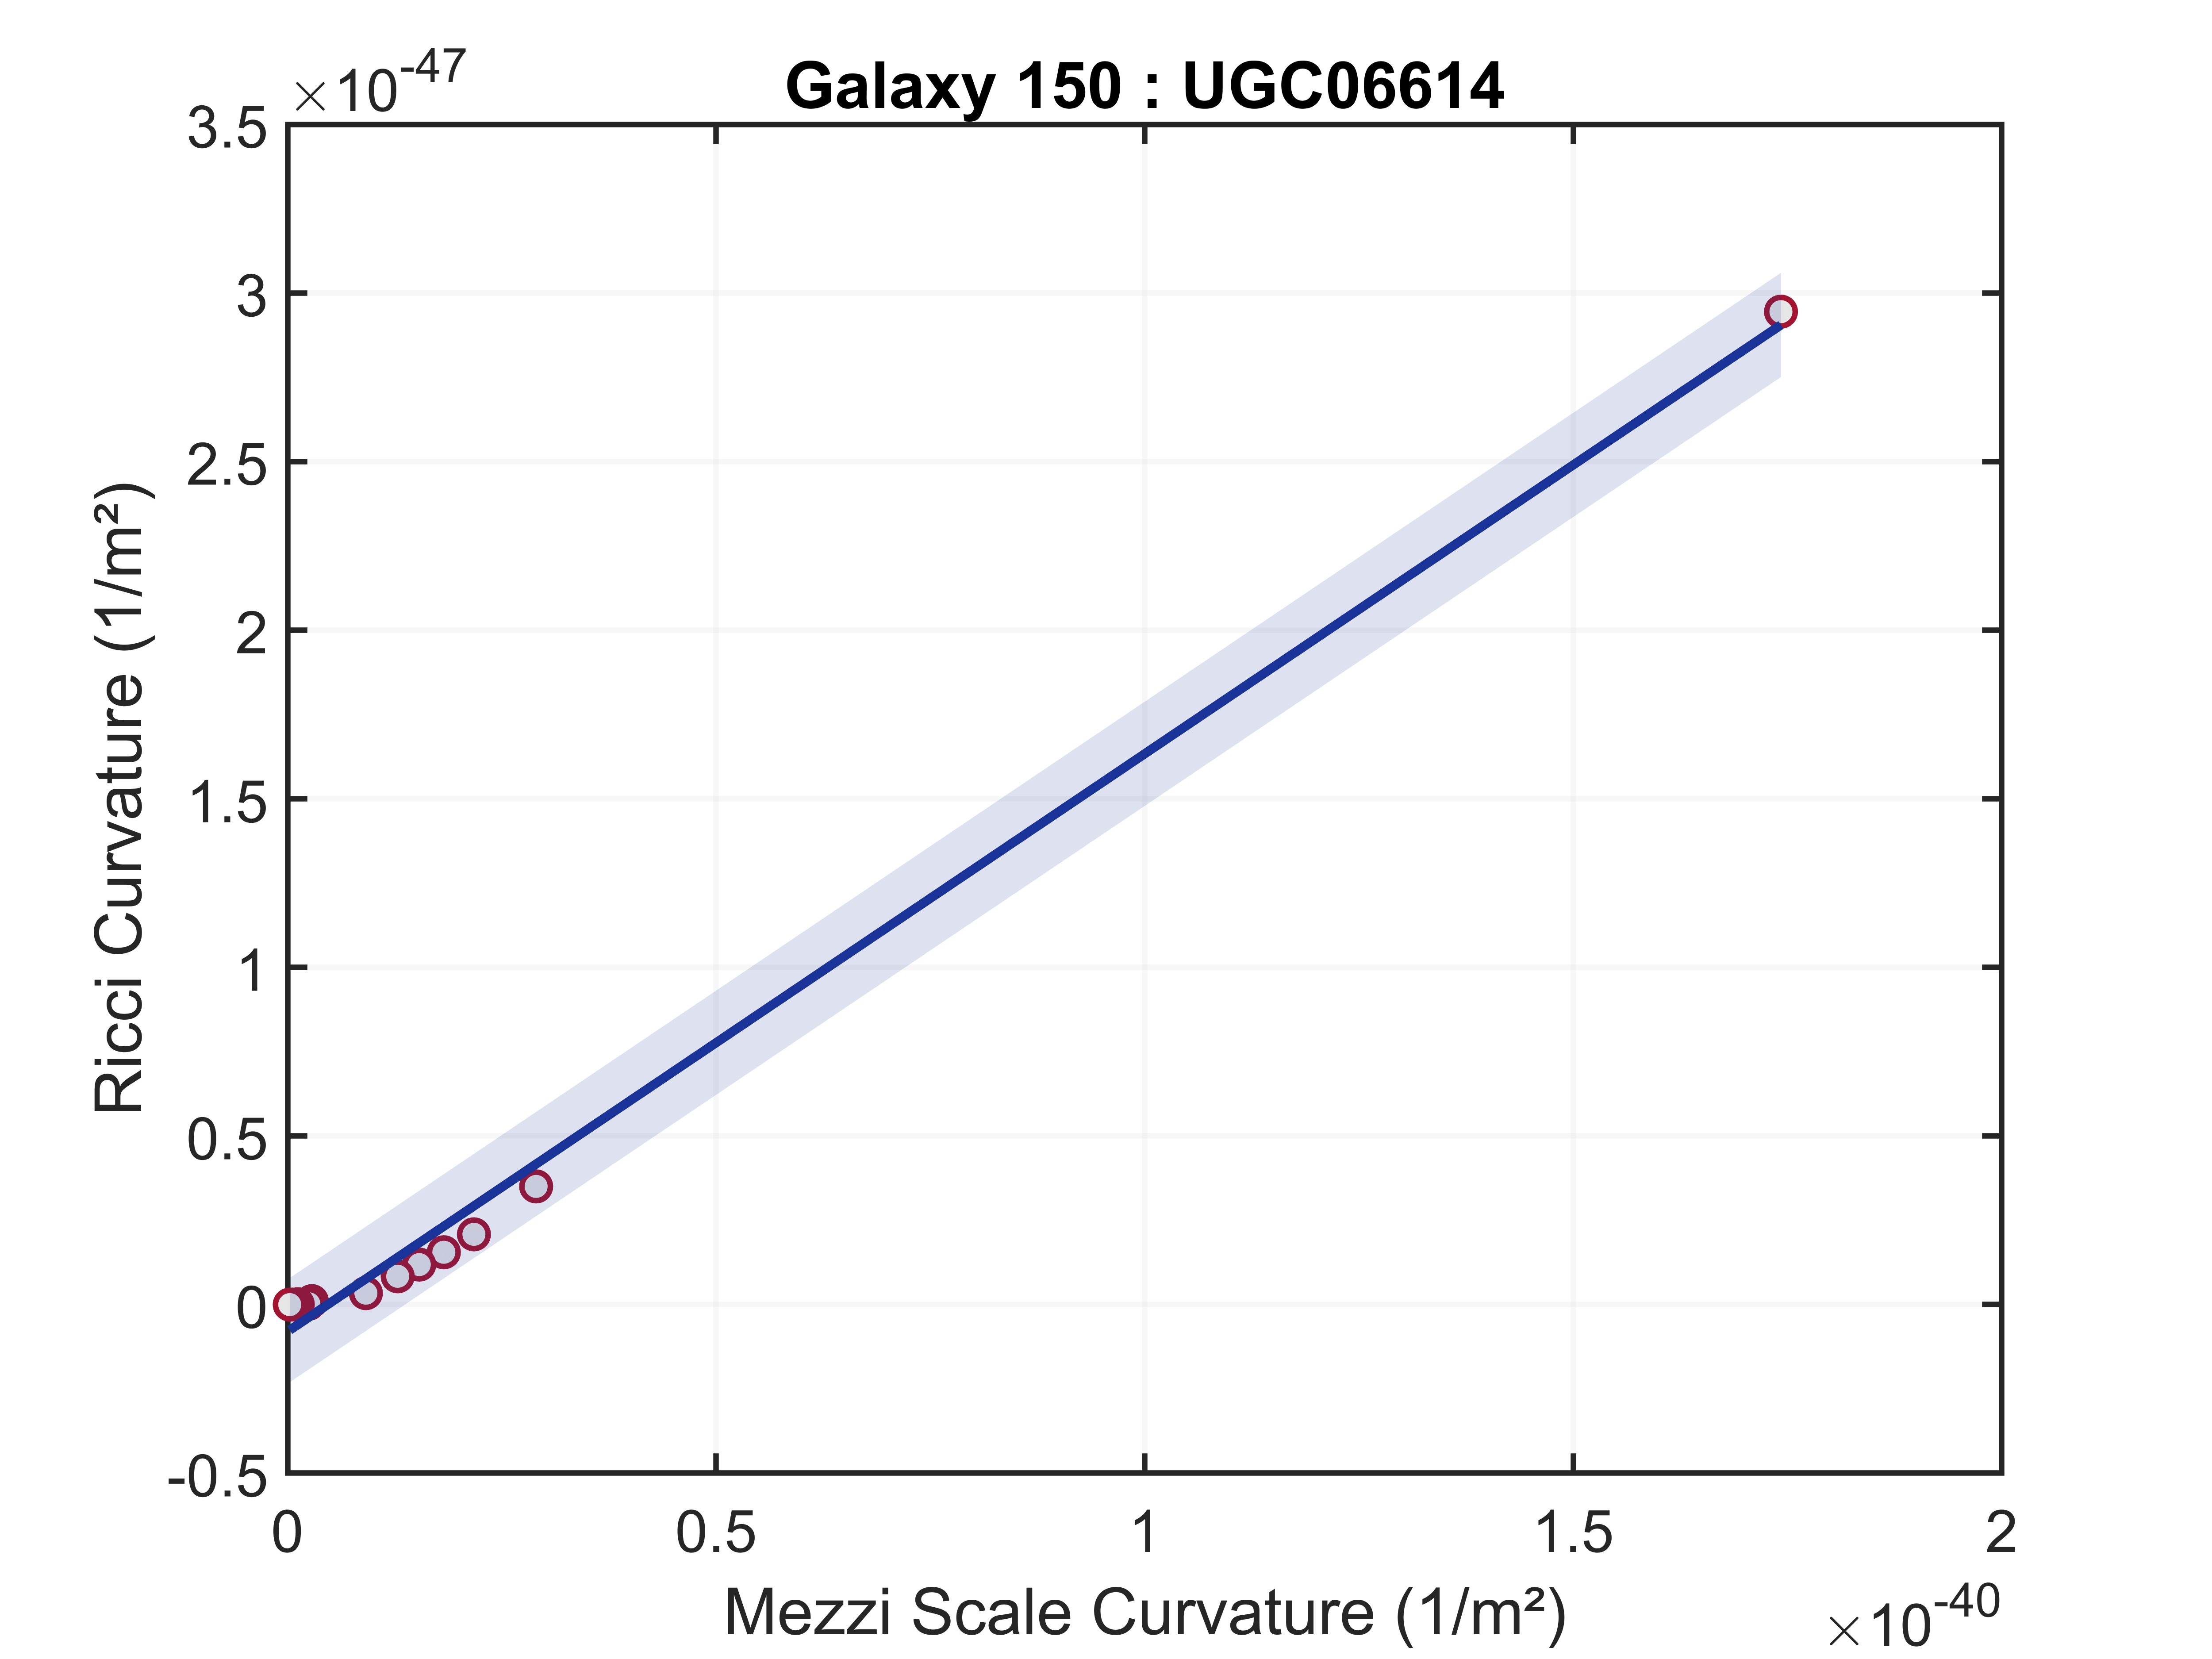 ×10^-47
Galaxy 150 : UGC06614
3.5
3
2.5
2
1.5
1
0.5
0
-0.5
Ricci Curvature (1/m²)
0 0.5 1 1.5 2
Mezzi Scale Curvature (1/m²)
×10^-40